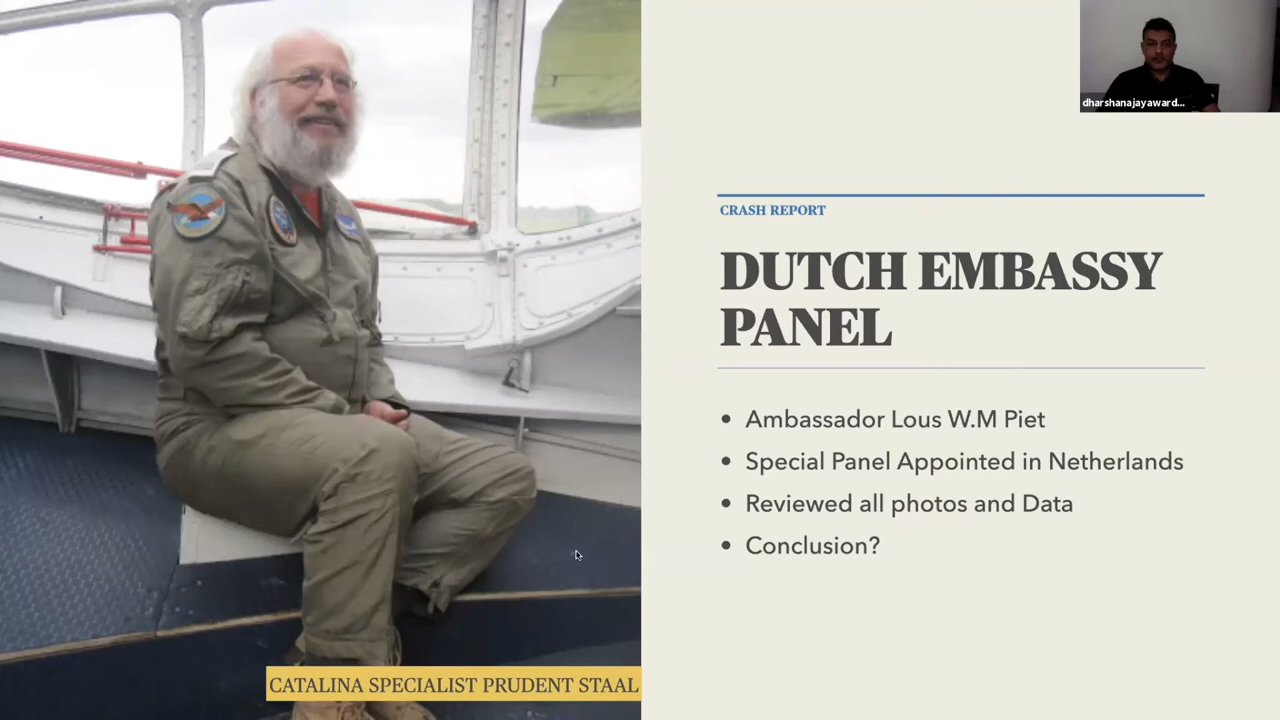 dharshanajayaward...
CRASH REPORT
DUTCH EMBASSY
PANEL
• Ambassador Lous W.M Piet
• Special Panel Appointed in Netherlands
• Reviewed all photos and Data
• Conclusion?
CATALINA SPECIALIST PRUDENT STAAL